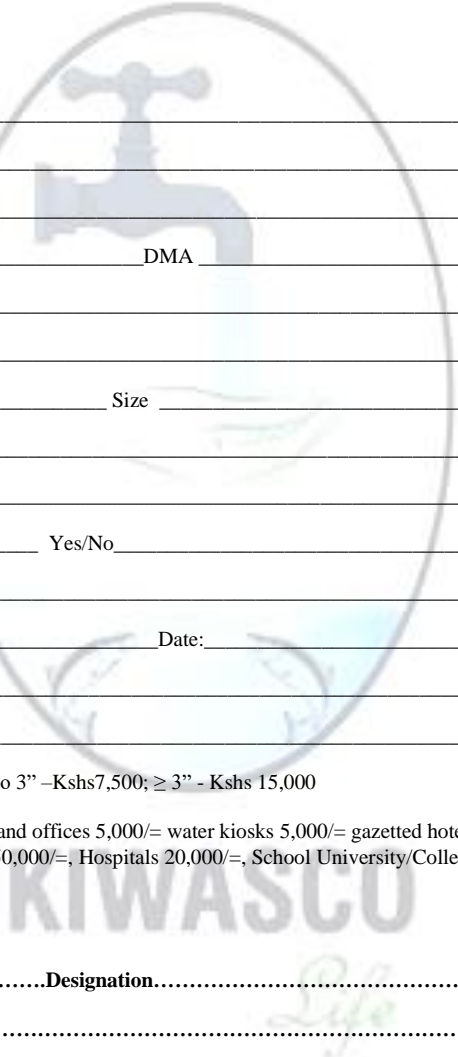 DMA
Size
Yes/No
Date:
o 3” –Kshs7,500; ≥ 3” - Kshs 15,000
and offices 5,000/= water kiosks 5,000/= gazetted hote
0,000/=, Hospitals 20,000/=, School University/Colle
KIWASCO
…..Designation……………………………………
Life